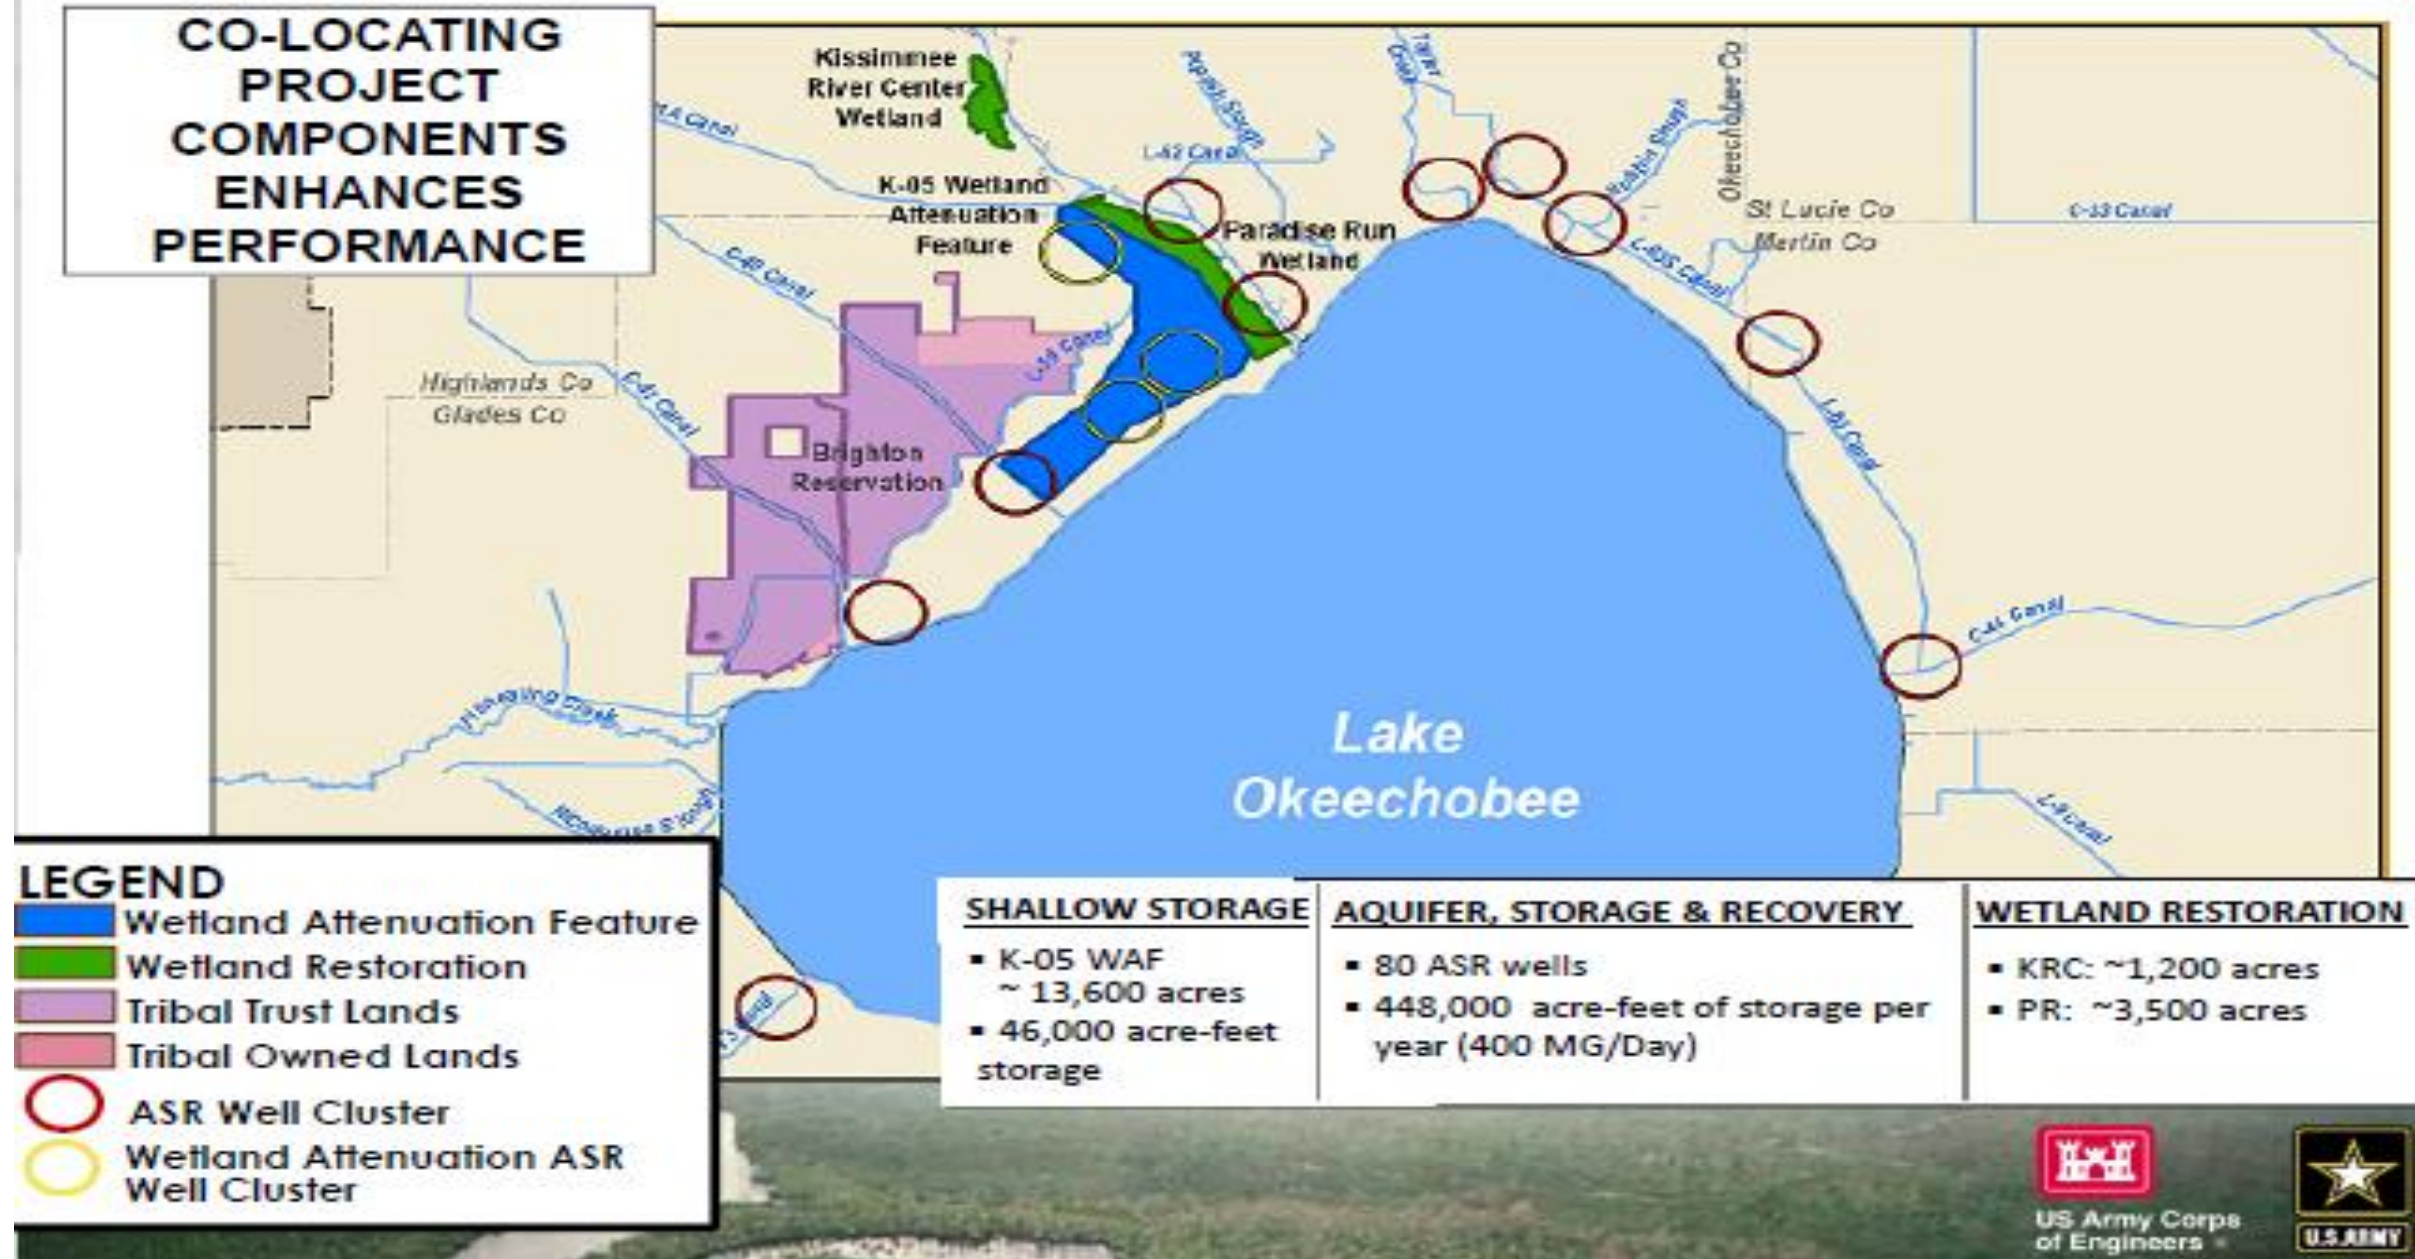 CO-LOCATING
PROJECT
COMPONENTS
ENHANCES
PERFORMANCE
Kissimmee
River Center
Wetland
A Canal
L-62 Canal
K-05 Wetland
Attenuation
Feature
Paradise Run
Wetland
Okeechobee Co
St Lucie Co
Martin Co
C-23 Canal
C-40 Canal
L-59 Canal
Highlands Co
Glades Co
C-41 Canal
Brighton
Reservation
C-44 Canal
Lake
Okeechobee
LEGEND
Wetland Attenuation Feature
Wetland Restoration
Tribal Trust Lands
Tribal Owned Lands
ASR Well Cluster
Wetland Attenuation ASR
Well Cluster
SHALLOW STORAGE
▪ K-05 WAF
~ 13,600 acres
▪ 46,000 acre-feet
storage
AQUIFER, STORAGE & RECOVERY
▪ 80 ASR wells
▪ 448,000 acre-feet of storage per
year (400 MG/Day)
WETLAND RESTORATION
▪ KRC: ~1,200 acres
▪ PR: ~3,500 acres
US Army Corps
of Engineers
U.S.ARMY